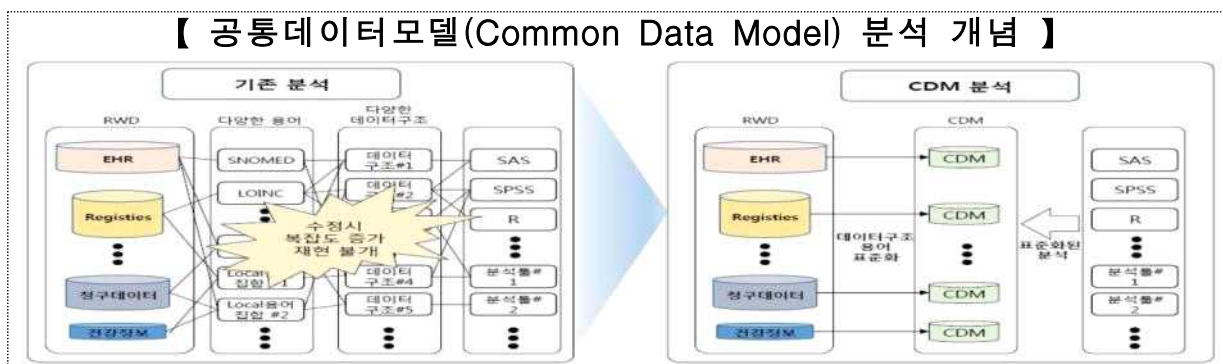 【 공통데이터모델(Common Data Model) 분석 개념 】
기존 분석
RWD
다양한 용어
다양한
데이터구조
EHR
Registies
청구데이터
건강정보
SNOMED
LOINC
Local용어
집합 #2
데이터
구조#1
데이터
구조#2
데이터
구조#4
데이터
구조#5
수정시
복잡도 증가
재현 불개
SAS
SPSS
R
분석툴#
1
분석툴#
2
CDM 분석
RWD
CDM
EHR
Registies
청구데이터
건강정보
데이터구조
용어
표준화
CDM
CDM
CDM
CDM
표준화된
분석
SAS
SPSS
R
분석툴#
1
분석툴#
2